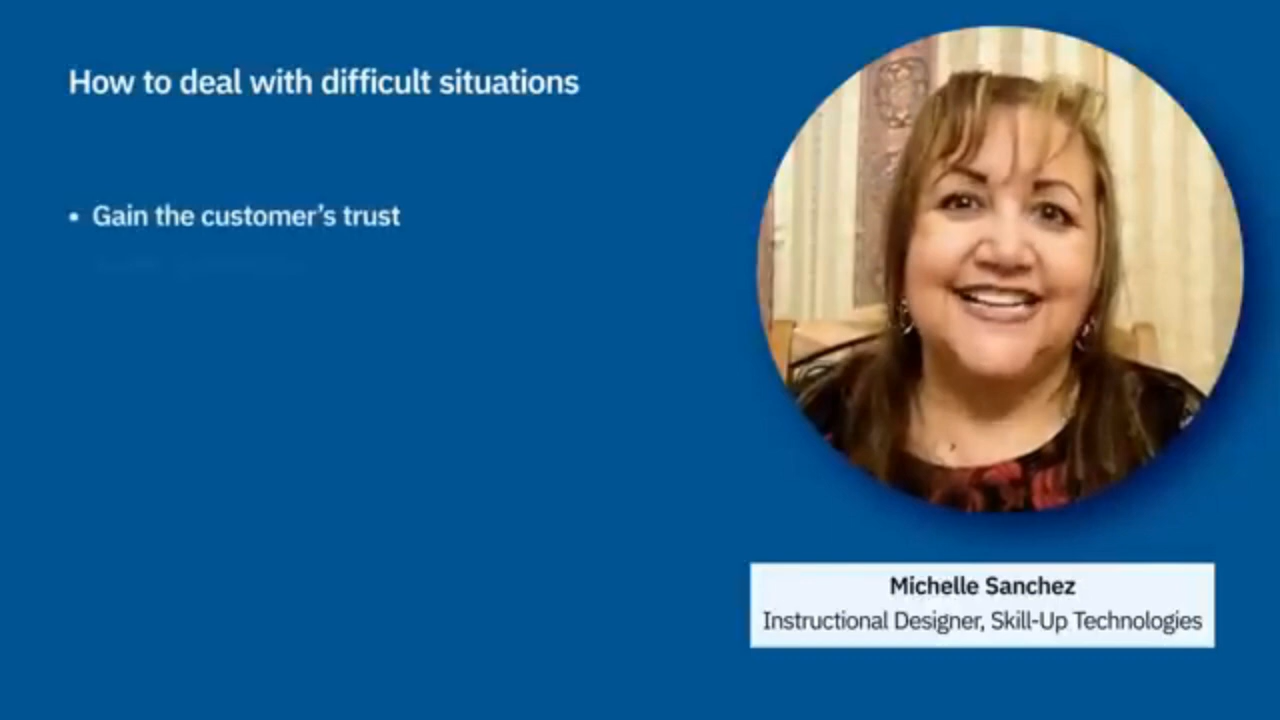 How to deal with difficult situations
• Gain the customer's trust
Michelle Sanchez
Instructional Designer, Skill-Up Technologies